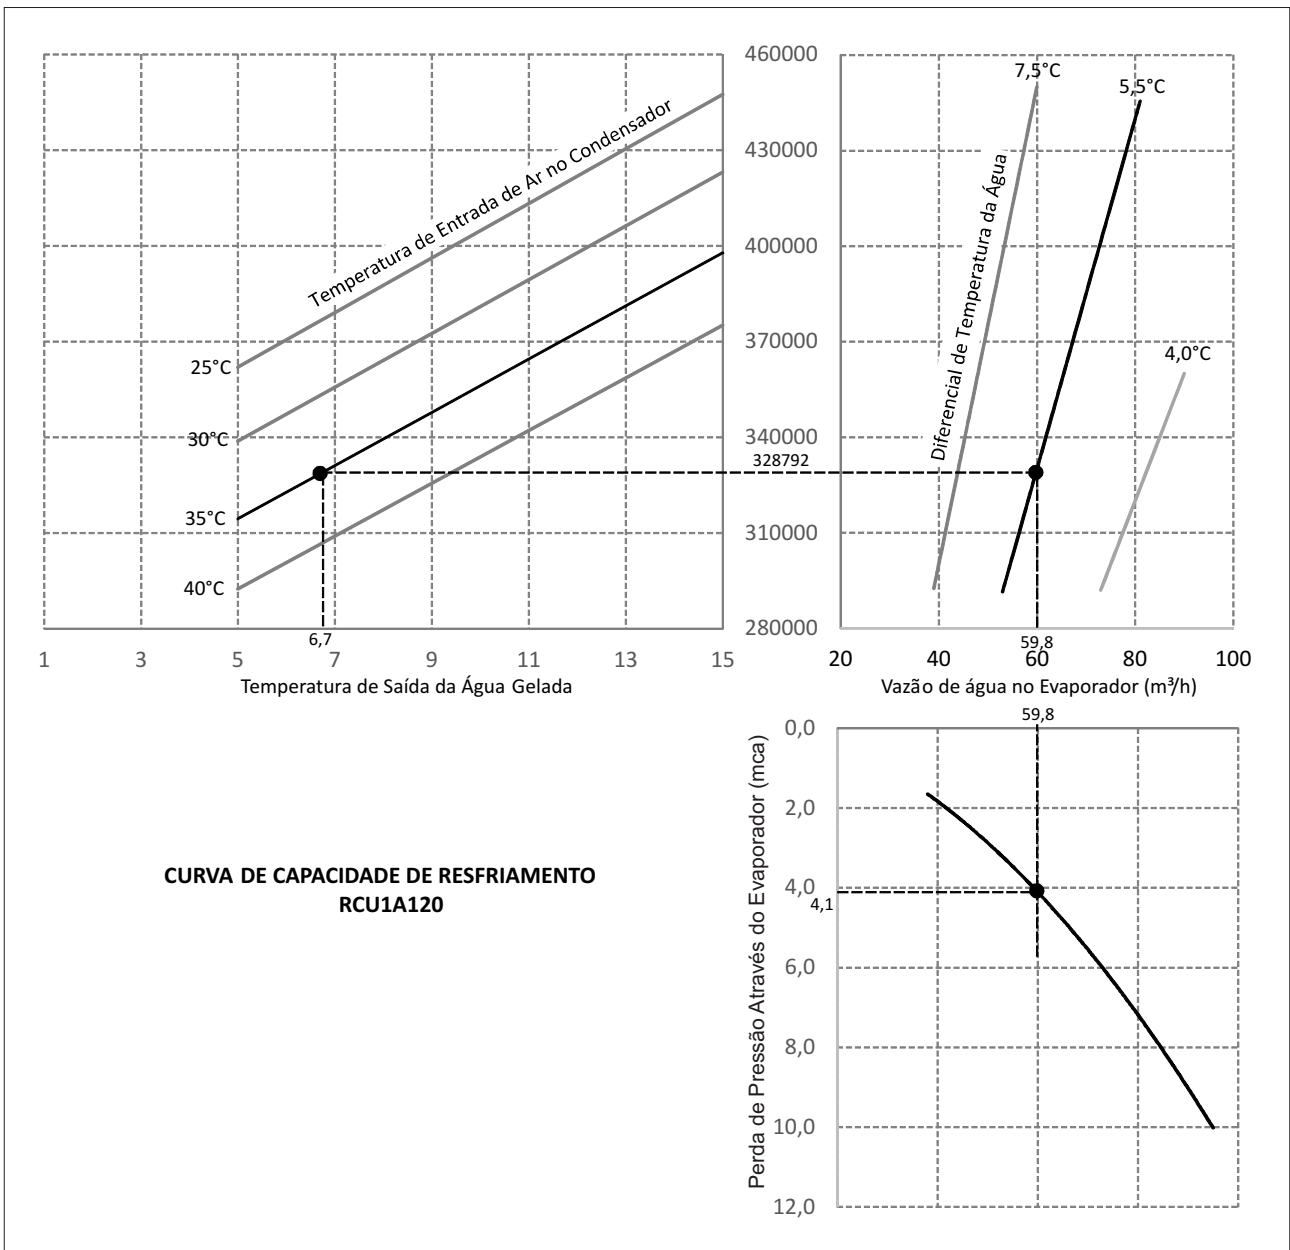 460000
430000
400000
370000
340000
328792
310000
280000
Temperatura de Entrada de Ar no Condensador
25°C
30°C
35°C
40°C
6,7
1 3 5 7 9 11 13 15
Temperatura de Saída da Água Gelada
7,5°C
5,5°C
4,0°C
Diferencial de Temperatura da Água
59,8
20 40 60 80 100
Vazão de água no Evaporador (m³/h)
59,8
0,0
2,0
4,0
4,1
6,0
8,0
10,0
12,0
Perda de Pressão Através do Evaporador (mca)
CURVA DE CAPACIDADE DE RESFRIAMENTO
RCU1A120